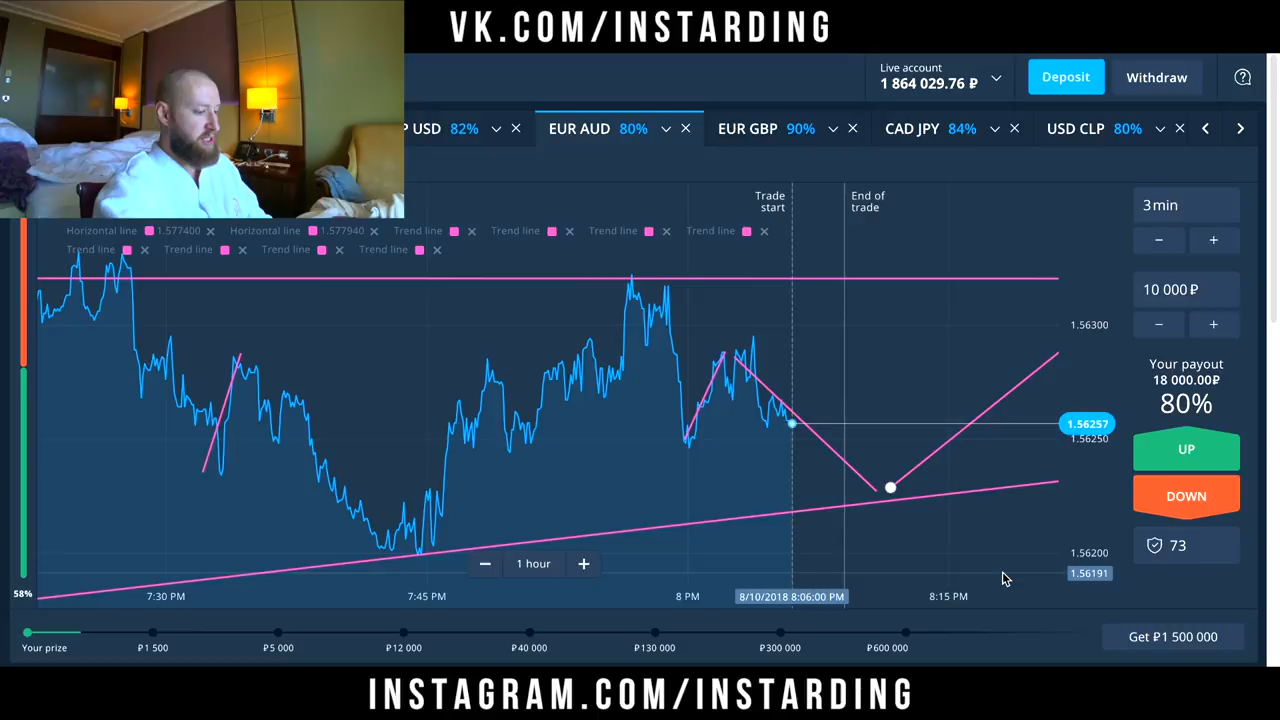 VK.COM/INSTARDING
Live account
1 864 029.76 ₽
Deposit
Withdraw
P USD 82%
EUR AUD 80%
EUR GBP 90%
CAD JPY 84%
USD CLP 80%
Trade start
End of trade
3 min
Horizontal line 1.577400 Horizontal line 1.577940 Trend line Trend line Trend line Trend line
Trend line Trend line Trend line Trend line
10 000 ₽
1.56300
Your payout
18 000.00₽
80%
1.56257
1.56250
UP
DOWN
73
1.56200
1.56191
1 hour
58%
7:30 PM
7:45 PM
8 PM
8/10/2018 8:06:00 PM
8:15 PM
Your prize
₽1 500
₽5 000
₽12 000
₽40 000
₽130 000
₽300 000
₽600 000
Get ₽1 500 000
INSTAGRAM.COM/INSTARDING